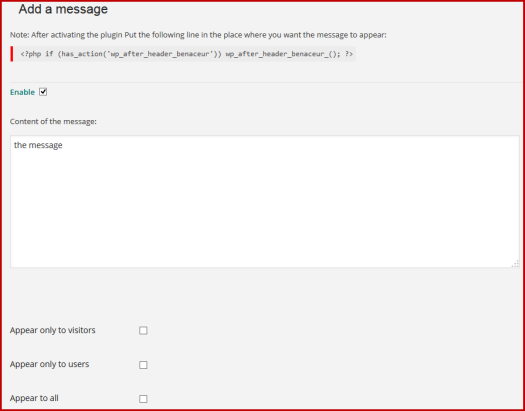 Add a message
Note: After activating the plugin Put the following line in the place where you want the message to appear:
<?php if (has_action('wp_after_header_benaceur')) wp_after_header_benaceur_(); ?>
Enable
Content of the message:
the message
Appear only to visitors
Appear only to users
Appear to all